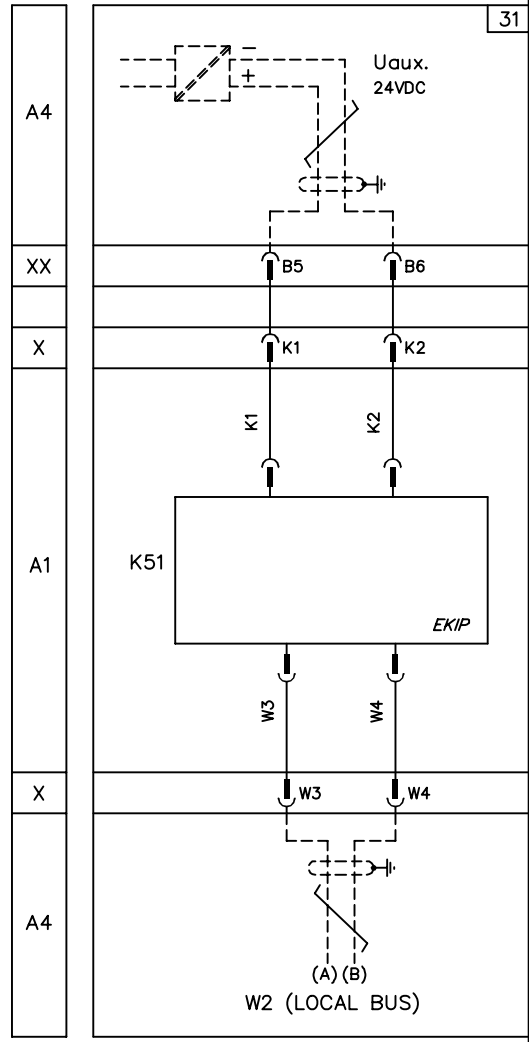 31
− Uaux.
+ 24VDC
A4
XX B5 B6
X K1 K2
K1 K2
A1 K51
EKIP
W3 W4
X W3 W4
A4
(A) (B)
W2 (LOCAL BUS)